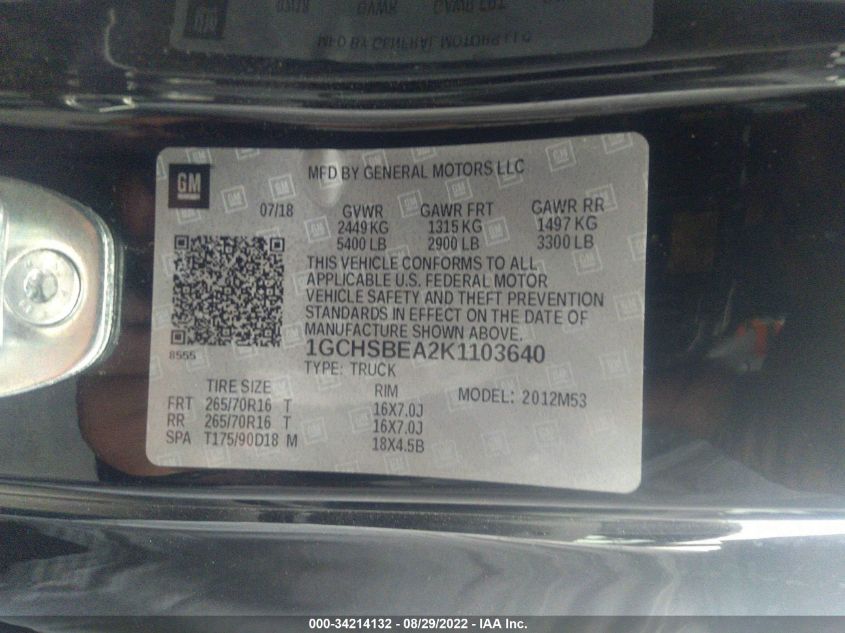 MFD BY GENERAL MOTORS LLC
GM
07/18 GVWR GAWR FRT GAWR RR
2449 KG 1315 KG 1497 KG
5400 LB 2900 LB 3300 LB
THIS VEHICLE CONFORMS TO ALL
APPLICABLE U.S. FEDERAL MOTOR
VEHICLE SAFETY AND THEFT PREVENTION
STANDARDS IN EFFECT ON THE DATE OF
MANUFACTURE SHOWN ABOVE.
8555
1GCHSBEA2K1103640
TYPE: TRUCK
TIRE SIZE RIM MODEL: 2012M53
FRT 265/70R16 T 16X7.0J
RR 265/70R16 T 16X7.0J
SPA T175/90D18 M 18X4.5B
000-34214132 - 08/29/2022 - IAA Inc.